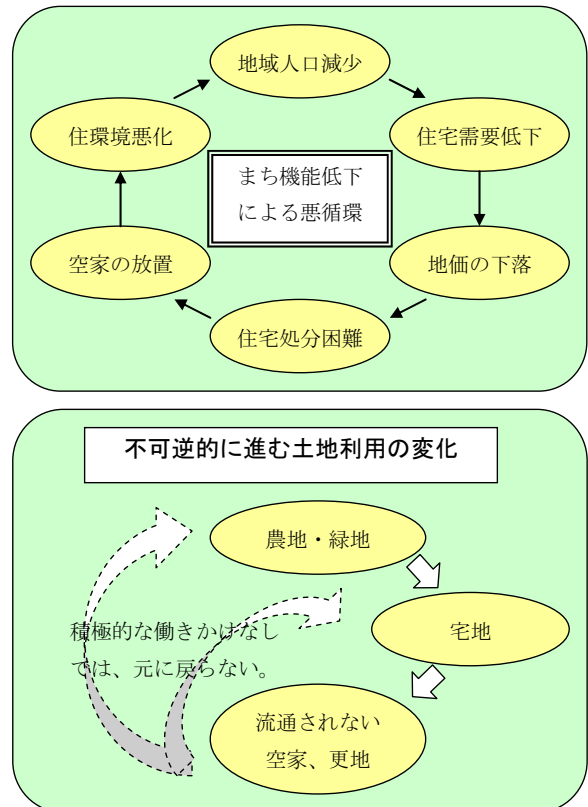 地域人口減少
住環境悪化
住宅需要低下
まち機能低下
による悪循環
空家の放置
地価の下落
住宅処分困難
不可逆的に進む土地利用の変化
農地・緑地
積極的な働きかけなし
では、元に戻らない。
宅地
流通されない
空家、更地